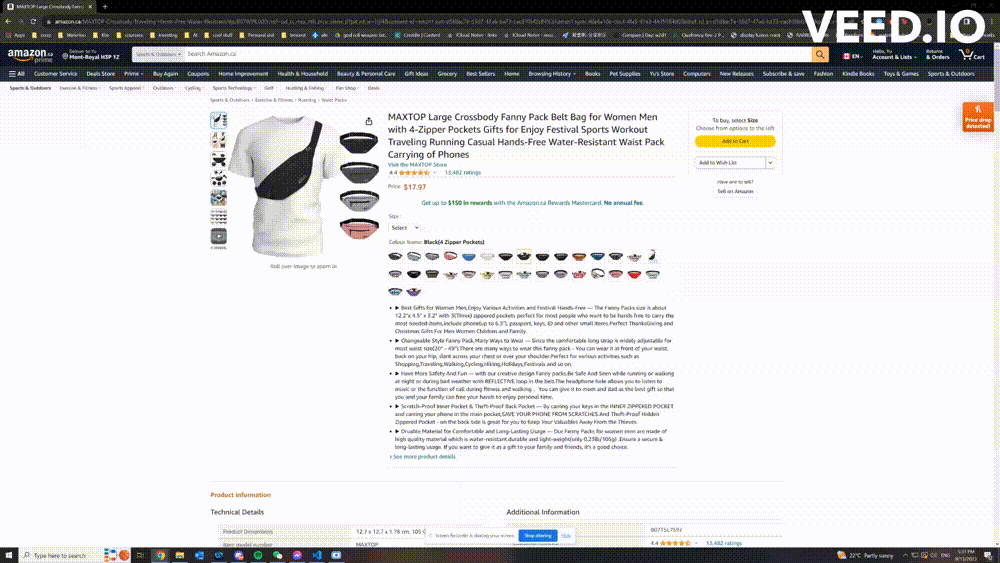 VEED.IO
amazon.ca
amazon
prime
Deliver to Yu
Mont-Royal H3P 1Z
Sports & Outdoors
Search Amazon.ca
EN
Hello, Yu
Account & Lists
Returns
& Orders
Cart
All Customer Service Deals Store Prime Buy Again Coupons Home Improvement Health & Household Beauty & Personal Care Gift Ideas Grocery Best Sellers Home Browsing History Books Pet Supplies Yu's Store Computers New Releases Subscribe & save Fashion Kindle Books Toys & Games Sports & Outdoors
Sports & Outdoors Exercise & Fitness Sports Apparel Outdoors Cycling Sports Technology Golf Hunting & Fishing Fan Shop Deals
Sports & Outdoors › Exercise & Fitness › Running › Waist Packs
Price drop
detected!
MAXTOP Large Crossbody Fanny Pack Belt Bag for Women Men
with 4-Zipper Pockets Gifts for Enjoy Festival Sports Workout
Traveling Running Casual Hands-Free Water-Resistant Waist Pack
Carrying of Phones
Visit the MAXTOP Store
4.4 13,482 ratings
Price: $17.97
Get up to $150 in rewards with the Amazon.ca Rewards Mastercard. No annual fee.
Size:
Select
Colour Name: Black(4 Zipper Pockets)
Roll over image to zoom in
To buy, select Size
Choose from options to the left
Add to Cart
Add to Wish List
Have one to sell?
Sell on Amazon
► Best Gifts for Women Men,Enjoy Various Activities and Festival Hands-Free — The Fanny Packs size is about
12.2"x 4.5" x 3.2" with 3(Three) zippered pockets perfect for most people who want to be hands free to carry the
most needed items,include phone(up to 6.3"), passport, keys, ID and other small items.Perfect ThanksGiving and
Christmas Gifts For Men Women Children and Family.
► Changeable Style Fanny Pack,Many Ways to Wear — Since the comfortable long strap is widely adjustable for
most waist size(20" - 49").There are many ways to wear this fanny pack - You can wear it in front of your waist,
back on your hip, slant across your chest or over your shoulder.Perfect for various activities such as
Shopping,Traveling,Walking,Cycling,Hiking,Holidays,Festivals and so on.
► Have More Safety And Fun — with our creative design Fanny packs.Be Safe And Seen while running or walking
at night or during bad weather with REFLECTIVE loop in the belt.The headphone hole allows you to listen to
music or the function of call during fitness and walking . You can give it to mom and dad as the best gift so that
you and your family can free your hands to enjoy personal time.
► Scratch-Proof Inner Pocket & Theft-Proof Back Pocket — by carring your keys in the INNER ZIPPERED POCKET
and carring your phone in the main pocket,SAVE YOUR PHONE FROM SCRATCHES.And Theft-Proof Hidden
Zippered Pocket - on the back side is great for you to Keep Your Valuables Away From the Thieves
► Druable Material for Comfortable and Long-Lasting Usage — Our Fanny Packs for women men are made of
high quality material which is water-resistant,durable and light-weight(only 0.23lb/105g) .Ensure a secure &
long-lasting usage. If you want to give it as a gift to your family and friends, it's a good choice.
› See more product details
Product information
Technical Details
Additional Information
Product Dimensions 12.7 x 12.7 x 1.78 cm; 105 G
Item model number MAXTOP
4.4 13,482 ratings
Screen Recorder is sharing your screen.
Stop sharing
Hide
Type here to search
22°C Partly sunny
ENG
5:31 PM